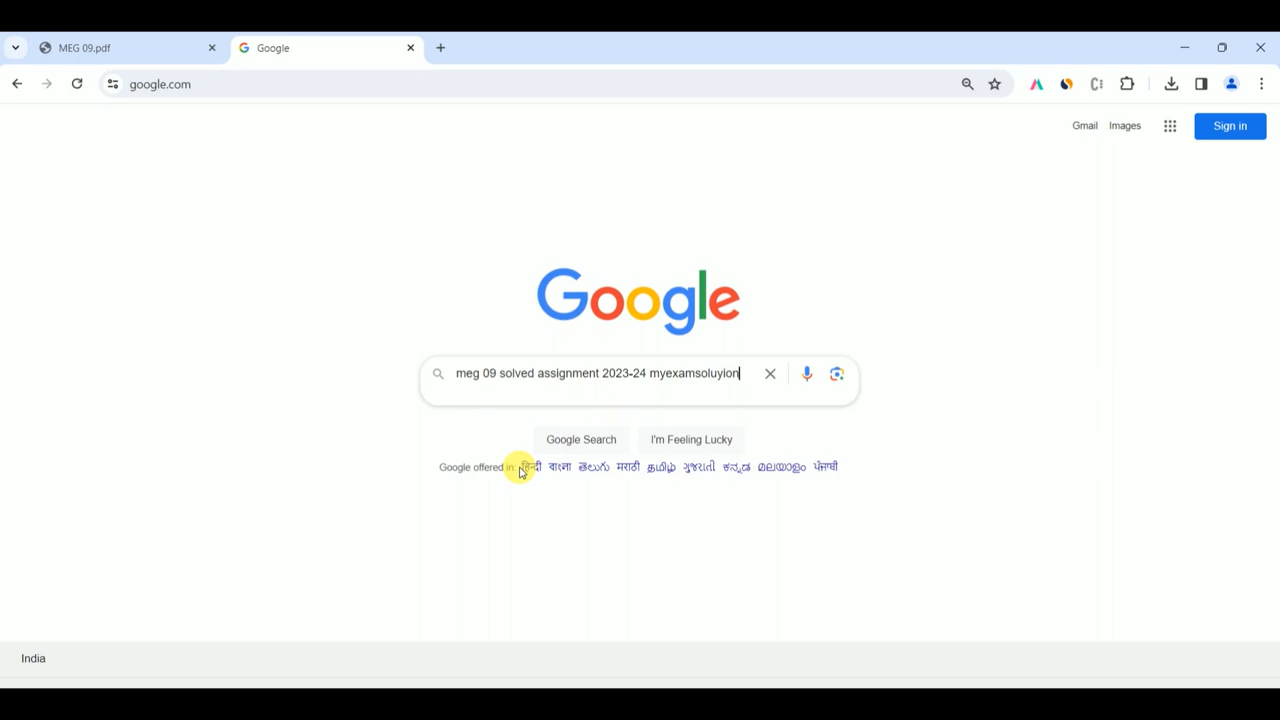 MEG 09.pdf
Google
google.com
Gmail Images
Sign in
Google
meg 09 solved assignment 2023-24 myexamsoluyion
Google Search I'm Feeling Lucky
Google offered in: हिन्दी বাংলা తెలుగు मराठी தமிழ் ગુજરાતી ಕನ್ನಡ മലയാളം ਪੰਜਾਬੀ
India